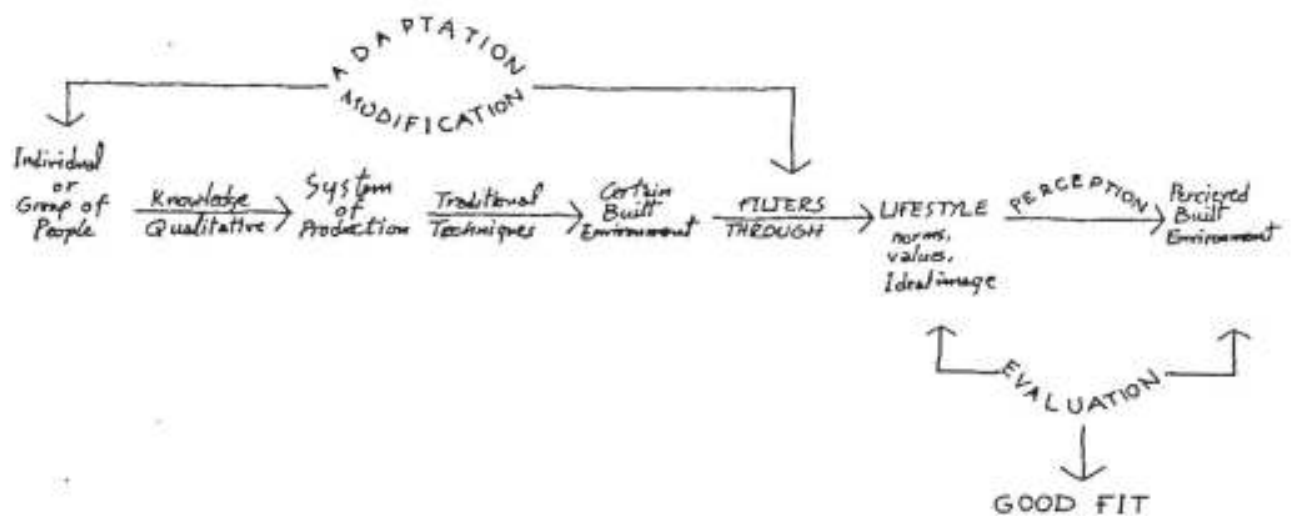 ADAPTATION
MODIFICATION
Individual
or
Group of
People
Knowledge
Qualitative
System
of
Production
Traditional
Techniques
Certain
Built
Environment
FILTERS
THROUGH
LIFESTYLE
norms,
values,
Ideal image
PERCEPTION
Percieved
Built
Environment
EVALUATION
GOOD FIT